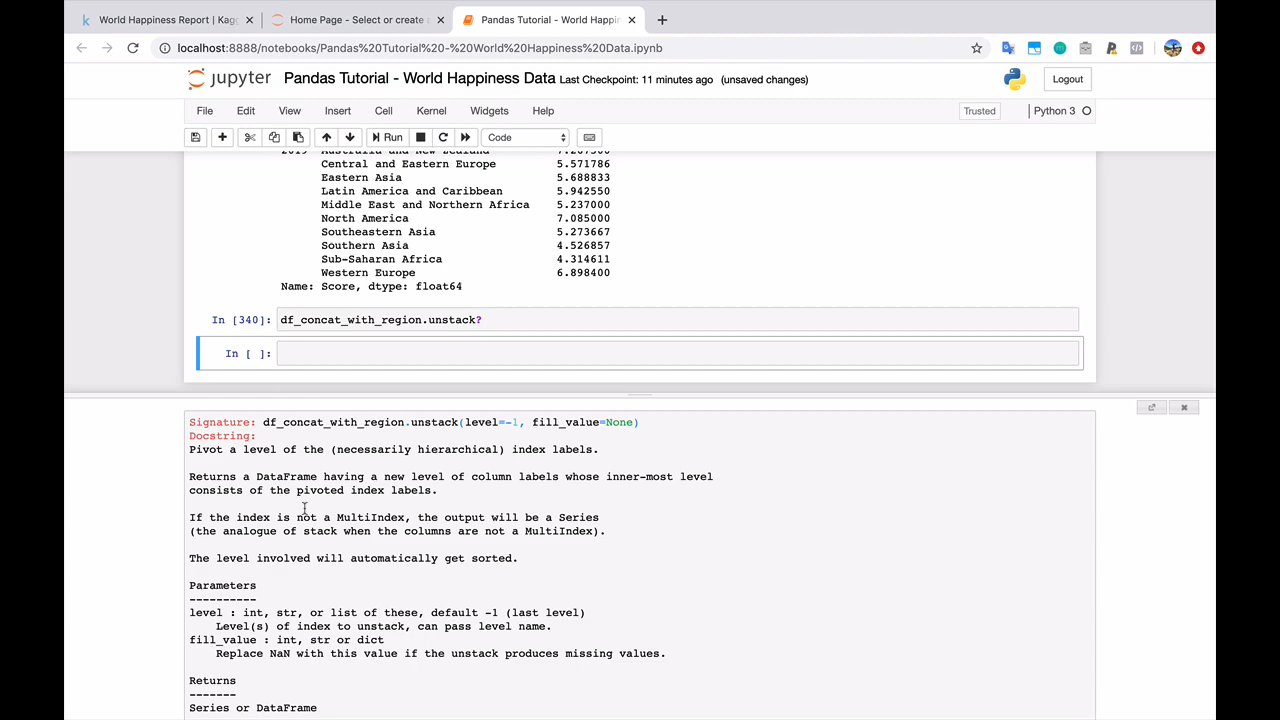 World Happiness Report | Kagg
Home Page - Select or create a
Pandas Tutorial - World Happin
localhost:8888/notebooks/Pandas%20Tutorial%20-%20World%20Happiness%20Data.ipynb
jupyter Pandas Tutorial - World Happiness Data Last Checkpoint: 11 minutes ago (unsaved changes) Logout
File Edit View Insert Cell Kernel Widgets Help Trusted Python 3
Run Code
2019 Australia and New Zealand 7.267500
Central and Eastern Europe 5.571786
Eastern Asia 5.688833
Latin America and Caribbean 5.942550
Middle East and Northern Africa 5.237000
North America 7.085000
Southeastern Asia 5.273667
Southern Asia 4.526857
Sub-Saharan Africa 4.314611
Western Europe 6.898400
Name: Score, dtype: float64
In [340]: df_concat_with_region.unstack?
In [ ]:
Signature: df_concat_with_region.unstack(level=-1, fill_value=None)
Docstring:
Pivot a level of the (necessarily hierarchical) index labels.
Returns a DataFrame having a new level of column labels whose inner-most level
consists of the pivoted index labels.
If the index is not a MultiIndex, the output will be a Series
(the analogue of stack when the columns are not a MultiIndex).
The level involved will automatically get sorted.
Parameters
----------
level : int, str, or list of these, default -1 (last level)
Level(s) of index to unstack, can pass level name.
fill_value : int, str or dict
Replace NaN with this value if the unstack produces missing values.
Returns
-------
Series or DataFrame